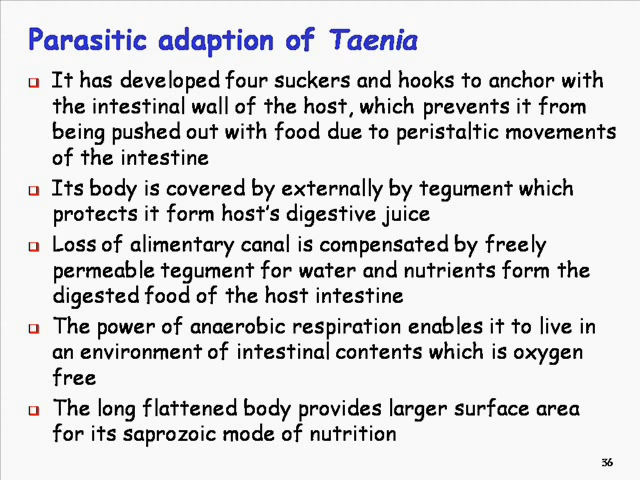 Parasitic adaption of Taenia
It has developed four suckers and hooks to anchor with
the intestinal wall of the host, which prevents it from
being pushed out with food due to peristaltic movements
of the intestine
Its body is covered by externally by tegument which
protects it form host's digestive juice
Loss of alimentary canal is compensated by freely
permeable tegument for water and nutrients form the
digested food of the host intestine
The power of anaerobic respiration enables it to live in
an environment of intestinal contents which is oxygen
free
The long flattened body provides larger surface area
for its saprozoic mode of nutrition
36